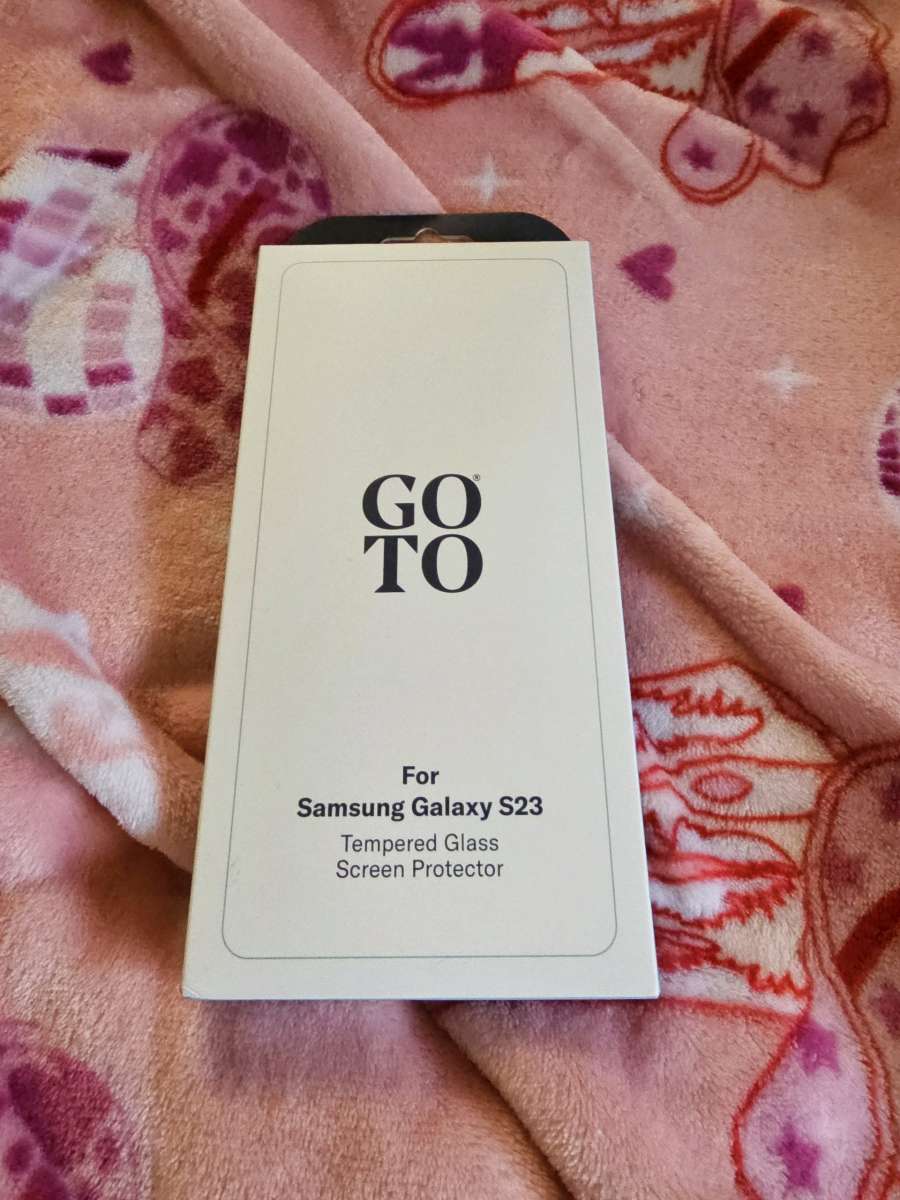 GO®
TO
For
Samsung Galaxy S23
Tempered Glass
Screen Protector